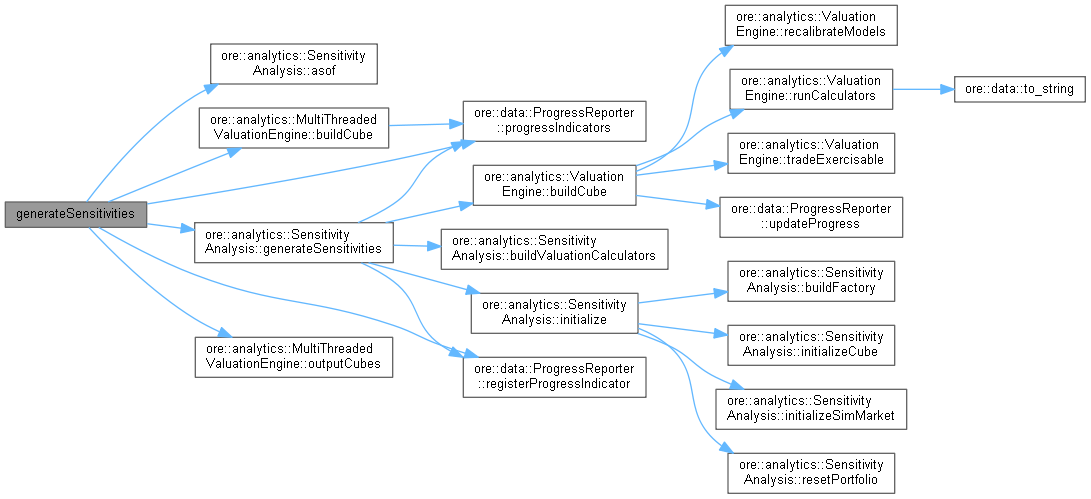 generateSensitivities
ore::analytics::Sensitivity
Analysis::asof
ore::analytics::MultiThreaded
ValuationEngine::buildCube
ore::analytics::Sensitivity
Analysis::generateSensitivities
ore::analytics::MultiThreaded
ValuationEngine::outputCubes
ore::data::ProgressReporter
::progressIndicators
ore::analytics::Valuation
Engine::buildCube
ore::analytics::Sensitivity
Analysis::buildValuationCalculators
ore::analytics::Sensitivity
Analysis::initialize
ore::data::ProgressReporter
::registerProgressIndicator
ore::analytics::Valuation
Engine::recalibrateModels
ore::analytics::Valuation
Engine::runCalculators
ore::analytics::Valuation
Engine::tradeExercisable
ore::data::ProgressReporter
::updateProgress
ore::analytics::Sensitivity
Analysis::buildFactory
ore::analytics::Sensitivity
Analysis::initializeCube
ore::analytics::Sensitivity
Analysis::initializeSimMarket
ore::analytics::Sensitivity
Analysis::resetPortfolio
ore::data::to_string